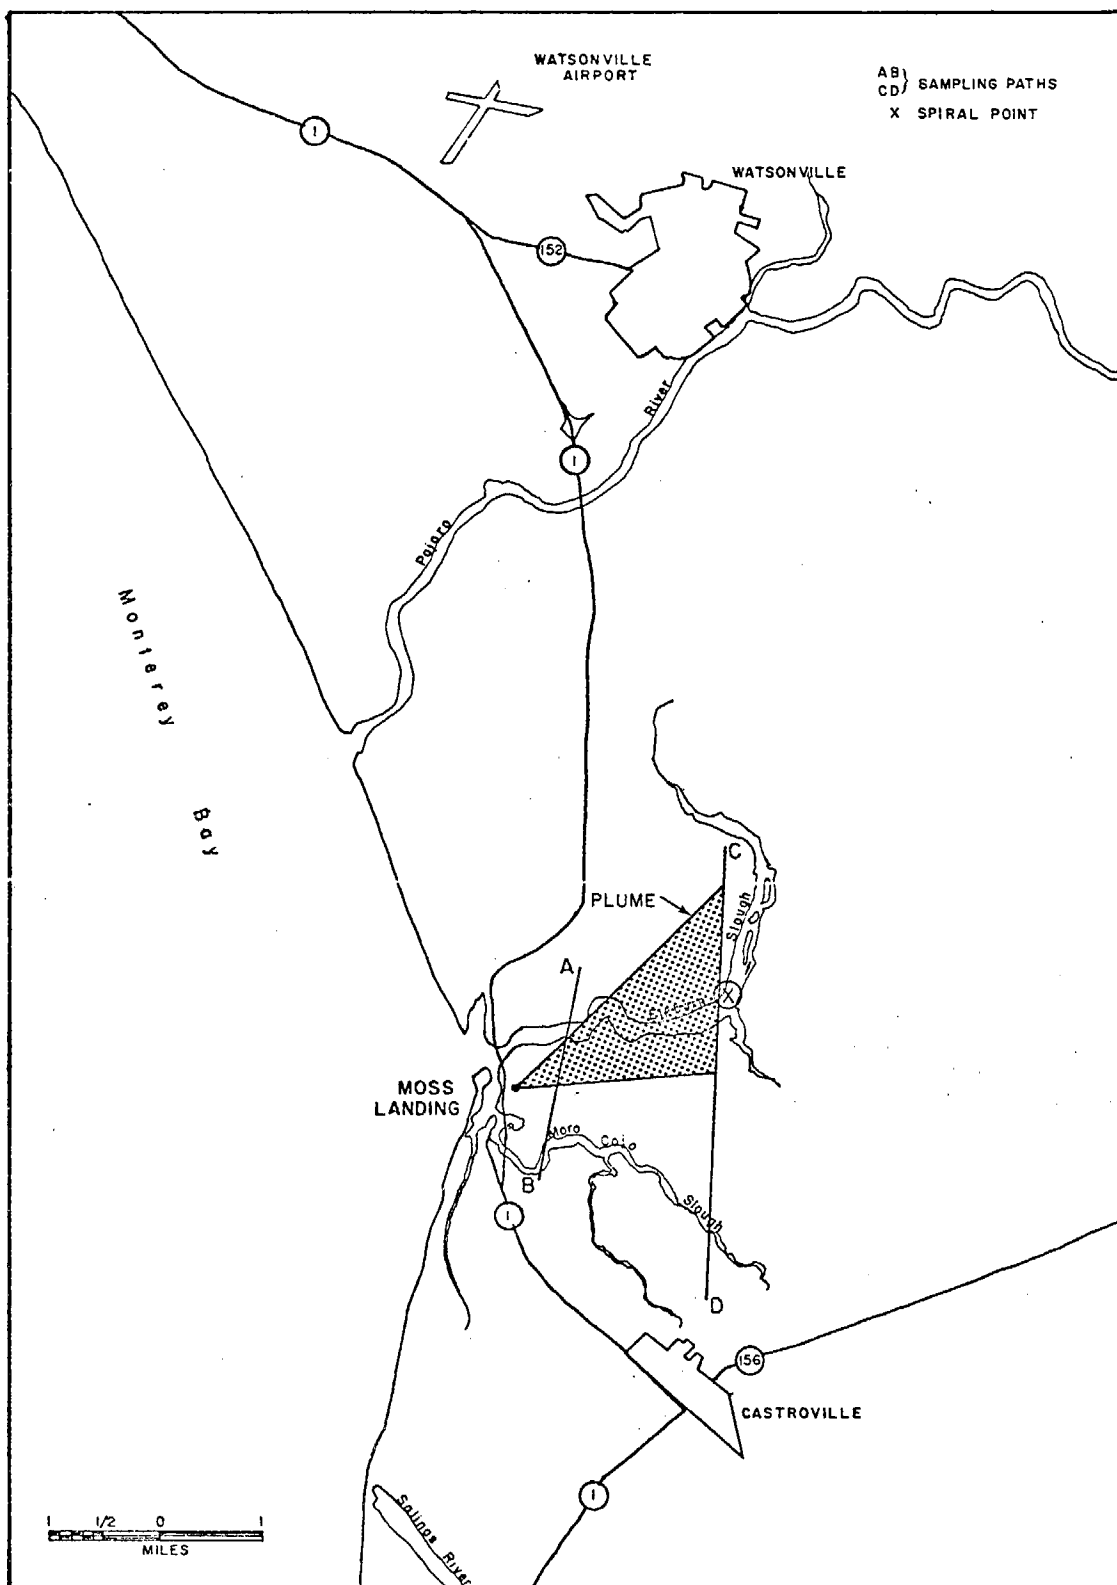 WATSONVILLE
AIRPORT
AB} SAMPLING PATHS
CD}
X SPIRAL POINT
1
WATSONVILLE
152
River
1
Pajaro
Monterey
Bay
C
PLUME
Slough
A
X
MOSS
LANDING
Moro Cojo
Slough
B
1
D
156
CASTROVILLE
1
Salinas River
1 1/2 0 1
MILES